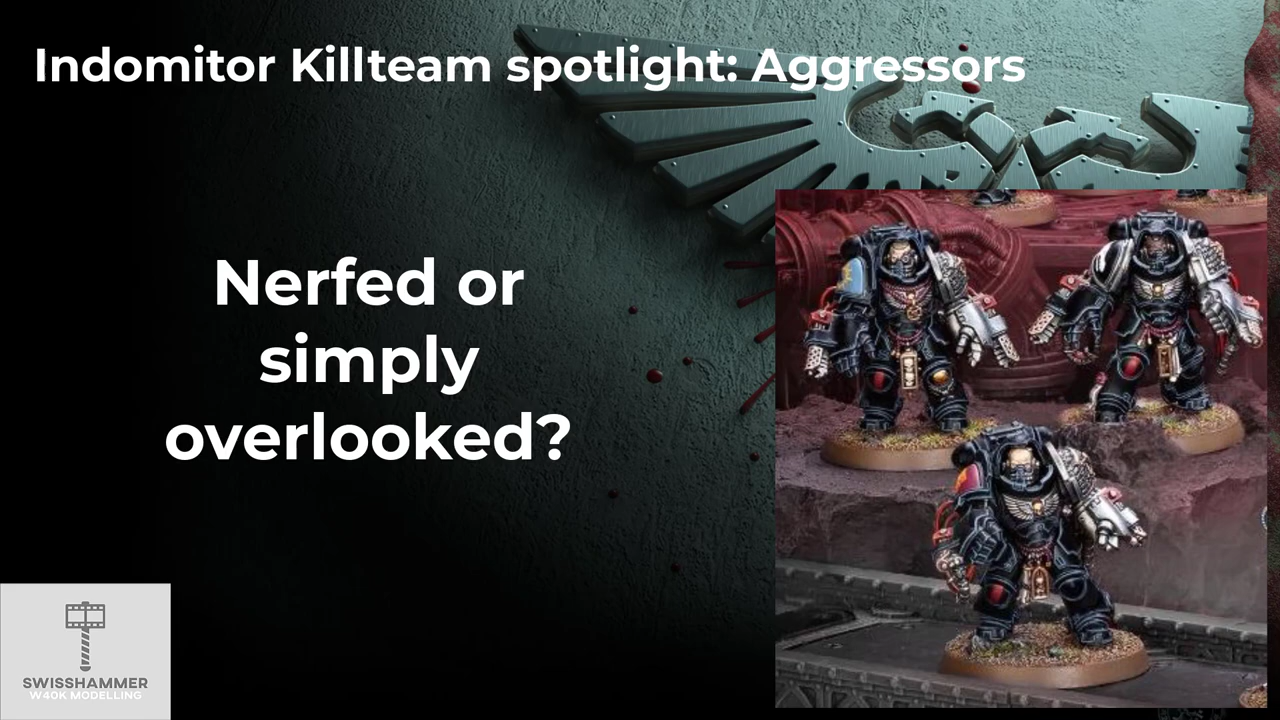 Indomitor Killteam spotlight: Aggressors
Nerfed or
simply
overlooked?
SWISSHAMMER
W40K MODELLING